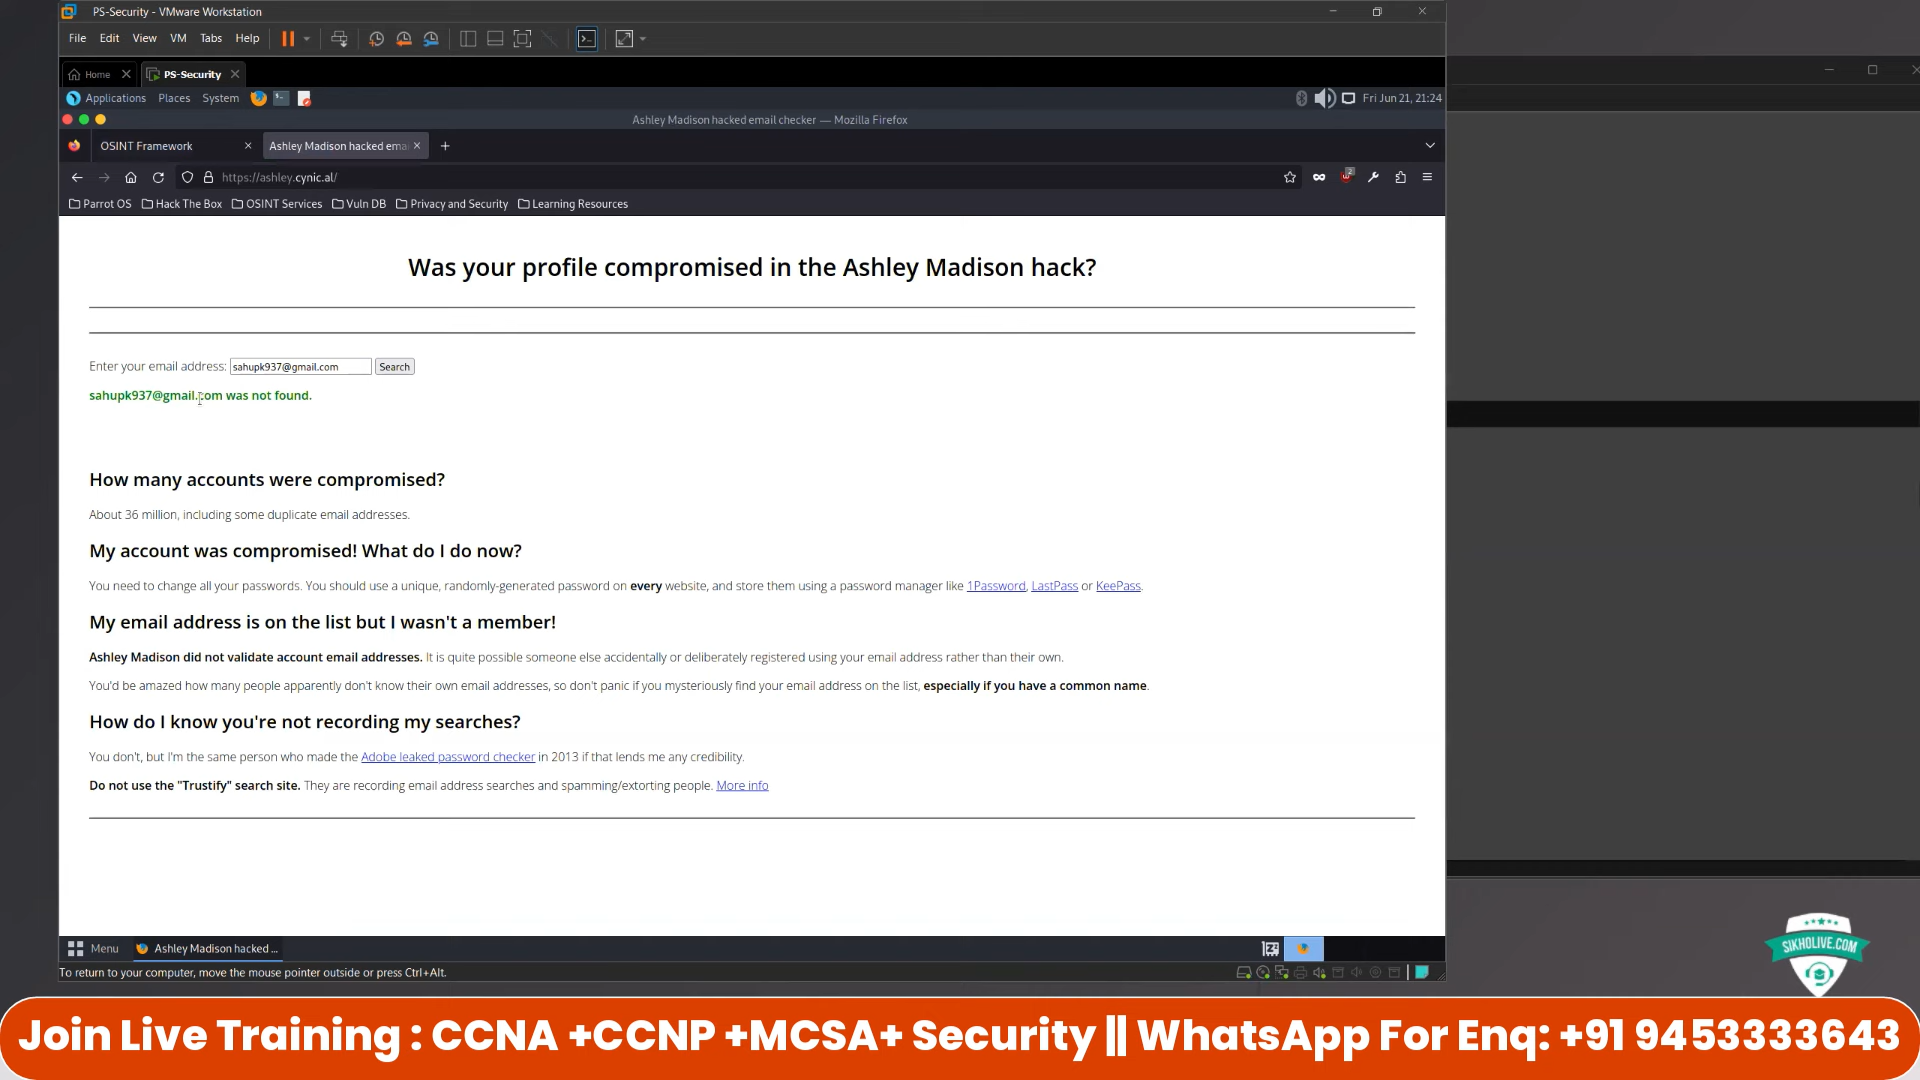 PS-Security - VMware Workstation
File Edit View VM Tabs Help
Home PS-Security
Applications Places System Fri Jun 21, 21:24
Ashley Madison hacked email checker — Mozilla Firefox
OSINT Framework Ashley Madison hacked emai
https://ashley.cynic.al/
Parrot OS Hack The Box OSINT Services Vuln DB Privacy and Security Learning Resources
Was your profile compromised in the Ashley Madison hack?
Enter your email address: sahupk937@gmail.com Search
sahupk937@gmail.com was not found.
How many accounts were compromised?
About 36 million, including some duplicate email addresses.
My account was compromised! What do I do now?
You need to change all your passwords. You should use a unique, randomly-generated password on every website, and store them using a password manager like 1Password, LastPass or KeePass.
My email address is on the list but I wasn't a member!
Ashley Madison did not validate account email addresses. It is quite possible someone else accidentally or deliberately registered using your email address rather than their own.
You'd be amazed how many people apparently don't know their own email addresses, so don't panic if you mysteriously find your email address on the list, especially if you have a common name.
How do I know you're not recording my searches?
You don't, but I'm the same person who made the Adobe leaked password checker in 2013 if that lends me any credibility.
Do not use the "Trustify" search site. They are recording email address searches and spamming/extorting people. More info
Menu Ashley Madison hacked ...
To return to your computer, move the mouse pointer outside or press Ctrl+Alt.
SIKHOLIVE.COM
Join Live Training : CCNA +CCNP +MCSA+ Security || WhatsApp For Enq: +91 9453333643